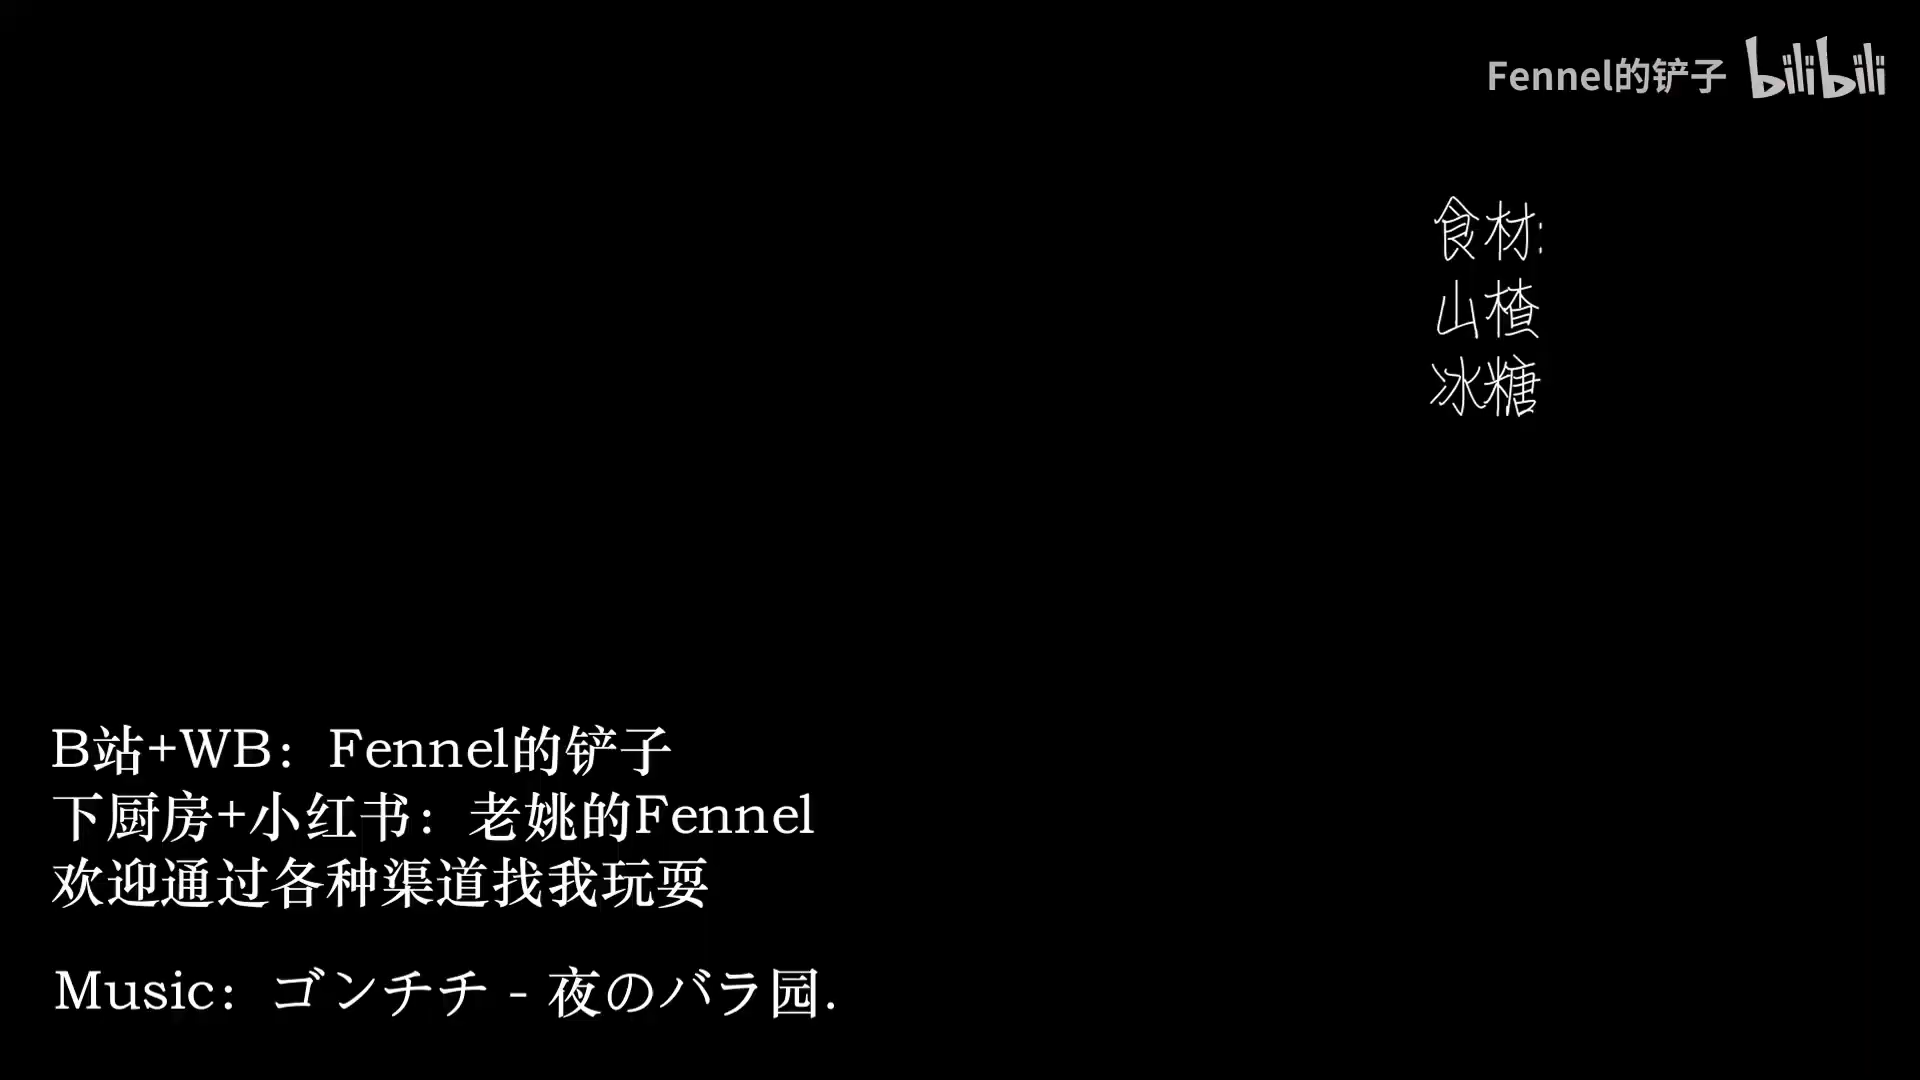 Fennel的铲子 bilibili
食材:
山楂
冰糖
B站+WB：Fennel的铲子
下厨房+小红书：老姚的Fennel
欢迎通过各种渠道找我玩耍
Music：ゴンチチ - 夜のバラ园.